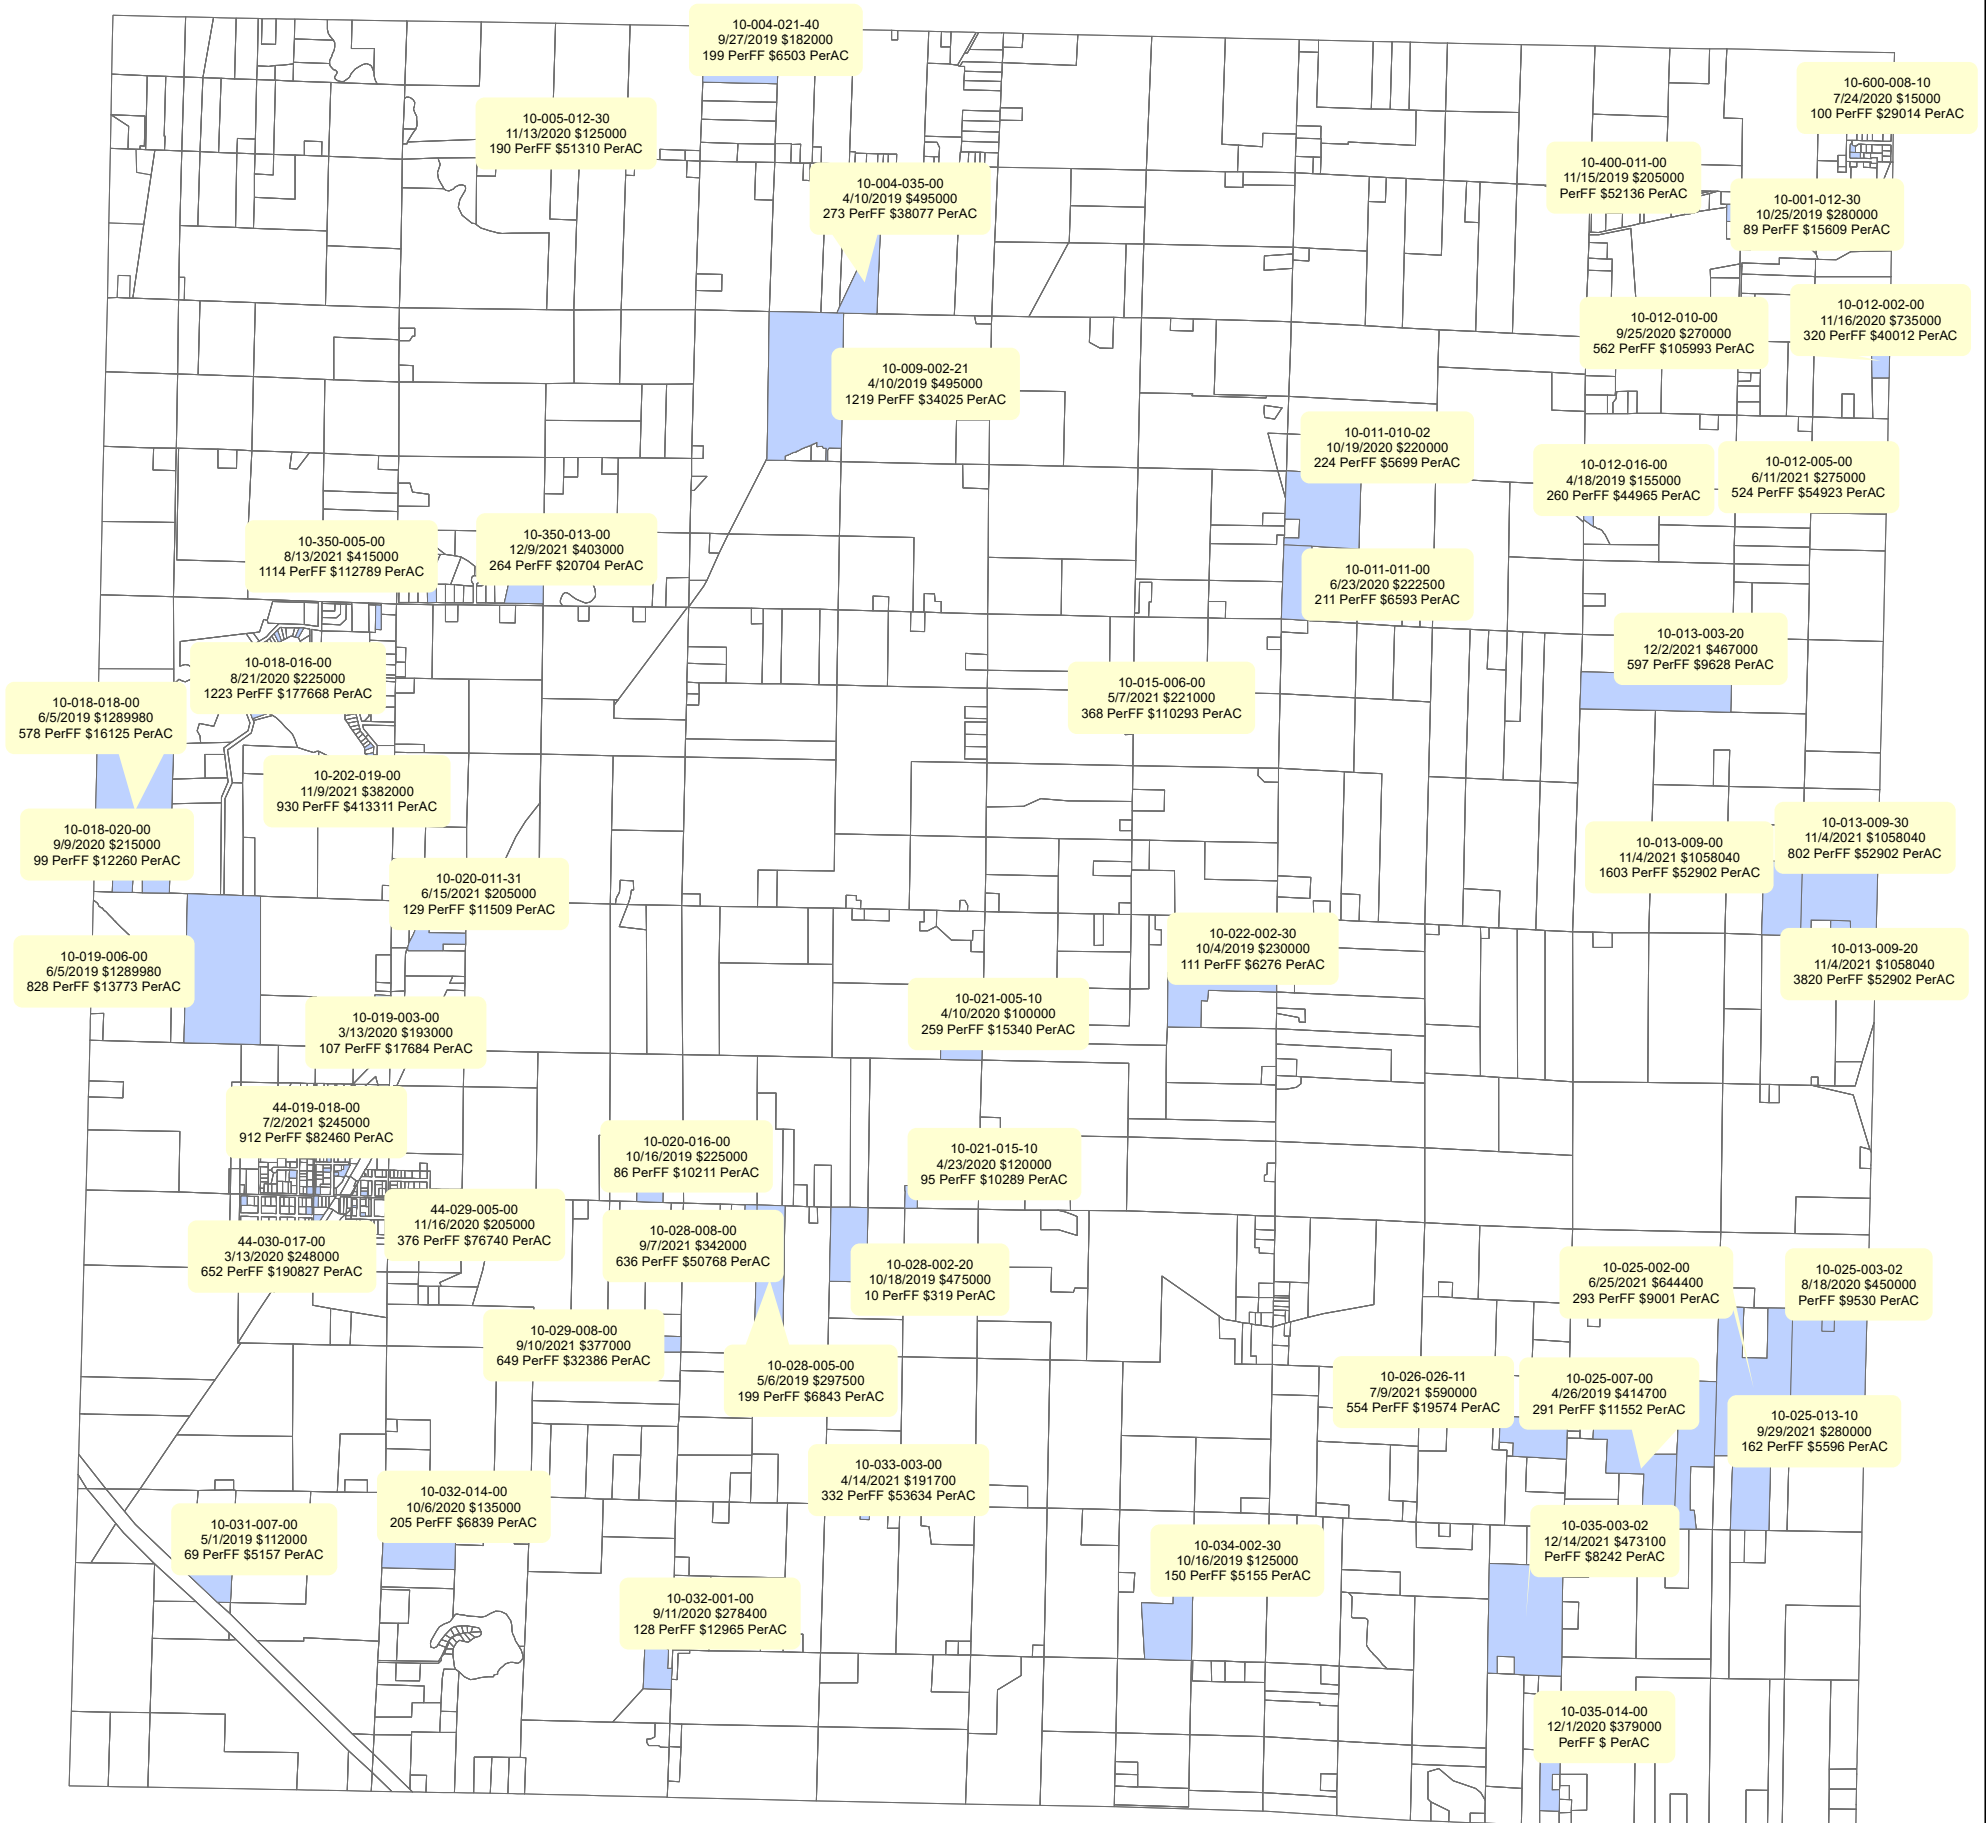 10-004-021-40
9/27/2019 $182000
199 PerFF $6503 PerAC
10-600-008-10
7/24/2020 $15000
100 PerFF $29014 PerAC
10-005-012-30
11/13/2020 $125000
190 PerFF $51310 PerAC
10-400-011-00
11/15/2019 $205000
PerFF $52136 PerAC
10-004-035-00
4/10/2019 $495000
273 PerFF $38077 PerAC
10-001-012-30
10/25/2019 $280000
89 PerFF $15609 PerAC
10-012-002-00
11/16/2020 $735000
320 PerFF $40012 PerAC
10-012-010-00
9/25/2020 $270000
562 PerFF $105993 PerAC
10-009-002-21
4/10/2019 $495000
1219 PerFF $34025 PerAC
10-011-010-02
10/19/2020 $220000
224 PerFF $5699 PerAC
10-012-016-00
4/18/2019 $155000
260 PerFF $44965 PerAC
10-012-005-00
6/11/2021 $275000
524 PerFF $54923 PerAC
10-350-005-00
8/13/2021 $415000
1114 PerFF $112789 PerAC
10-350-013-00
12/9/2021 $403000
264 PerFF $20704 PerAC
10-011-011-00
6/23/2020 $222500
211 PerFF $6593 PerAC
10-013-003-20
12/2/2021 $467000
597 PerFF $9628 PerAC
10-018-016-00
8/21/2020 $225000
1223 PerFF $177668 PerAC
10-015-006-00
5/7/2021 $221000
368 PerFF $110293 PerAC
10-018-018-00
6/5/2019 $1289980
578 PerFF $16125 PerAC
10-202-019-00
11/9/2021 $382000
930 PerFF $413311 PerAC
10-018-020-00
9/9/2020 $215000
99 PerFF $12260 PerAC
10-013-009-30
11/4/2021 $1058040
802 PerFF $52902 PerAC
10-013-009-00
11/4/2021 $1058040
1603 PerFF $52902 PerAC
10-020-011-31
6/15/2021 $205000
129 PerFF $11509 PerAC
10-022-002-30
10/4/2019 $230000
111 PerFF $6276 PerAC
10-013-009-20
11/4/2021 $1058040
3820 PerFF $52902 PerAC
10-019-006-00
6/5/2019 $1289980
828 PerFF $13773 PerAC
10-021-005-10
4/10/2020 $100000
259 PerFF $15340 PerAC
10-019-003-00
3/13/2020 $193000
107 PerFF $17684 PerAC
44-019-018-00
7/2/2021 $245000
912 PerFF $82460 PerAC
10-020-016-00
10/16/2019 $225000
86 PerFF $10211 PerAC
10-021-015-10
4/23/2020 $120000
95 PerFF $10289 PerAC
44-029-005-00
11/16/2020 $205000
376 PerFF $76740 PerAC
10-028-008-00
9/7/2021 $342000
636 PerFF $50768 PerAC
44-030-017-00
3/13/2020 $248000
652 PerFF $190827 PerAC
10-028-002-20
10/18/2019 $475000
10 PerFF $319 PerAC
10-025-002-00
6/25/2021 $644400
293 PerFF $9001 PerAC
10-025-003-02
8/18/2020 $450000
PerFF $9530 PerAC
10-029-008-00
9/10/2021 $377000
649 PerFF $32386 PerAC
10-028-005-00
5/6/2019 $297500
199 PerFF $6843 PerAC
10-026-026-11
7/9/2021 $590000
554 PerFF $19574 PerAC
10-025-007-00
4/26/2019 $414700
291 PerFF $11552 PerAC
10-025-013-10
9/29/2021 $280000
162 PerFF $5596 PerAC
10-033-003-00
4/14/2021 $191700
332 PerFF $53634 PerAC
10-032-014-00
10/6/2020 $135000
205 PerFF $6839 PerAC
10-031-007-00
5/1/2019 $112000
69 PerFF $5157 PerAC
10-035-003-02
12/14/2021 $473100
PerFF $8242 PerAC
10-034-002-30
10/16/2019 $125000
150 PerFF $5155 PerAC
10-032-001-00
9/11/2020 $278400
128 PerFF $12965 PerAC
10-035-014-00
12/1/2020 $379000
PerFF $ PerAC